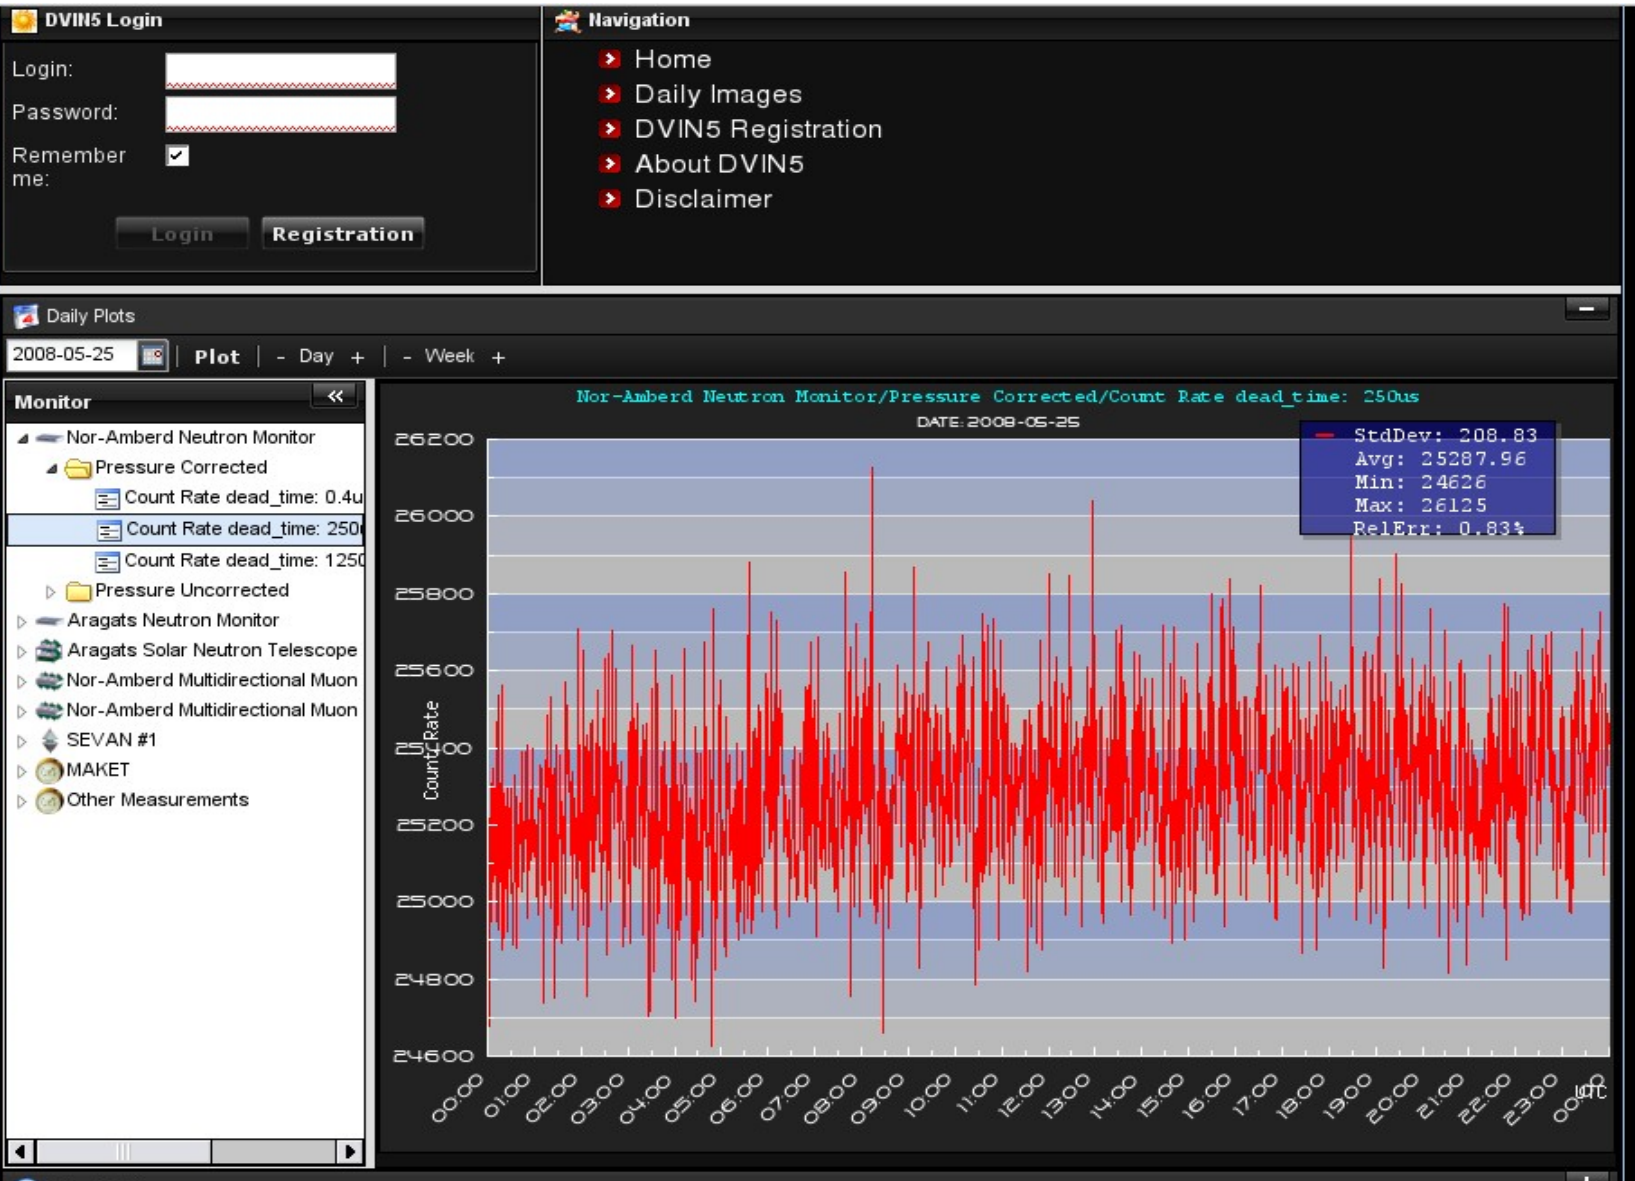 DVIN5 Login
Login:
Password:
Remember
me:
Login Registration
Navigation
Home
Daily Images
DVIN5 Registration
About DVIN5
Disclaimer
Daily Plots
2008-05-25 | Plot | - Day + | - Week +
Monitor
Nor-Amberd Neutron Monitor
Pressure Corrected
Count Rate dead_time: 0.4u
Count Rate dead_time: 250
Count Rate dead_time: 1250
Pressure Uncorrected
Aragats Neutron Monitor
Aragats Solar Neutron Telescope
Nor-Amberd Multidirectional Muon
Nor-Amberd Multidirectional Muon
SEVAN #1
MAKET
Other Measurements
Nor-Amberd Neutron Monitor/Pressure Corrected/Count Rate dead_time: 250us
DATE:2008-05-25
StdDev: 208.83
Avg: 25287.96
Min: 24626
Max: 26125
RelErr: 0.83%
26200
26000
25800
25600
25400
25200
25000
24800
24600
Count Rate
00:00 01:00 02:00 03:00 04:00 05:00 06:00 07:00 08:00 09:00 10:00 11:00 12:00 13:00 14:00 15:00 16:00 17:00 18:00 19:00 20:00 21:00 22:00 23:00 00:00
UTC